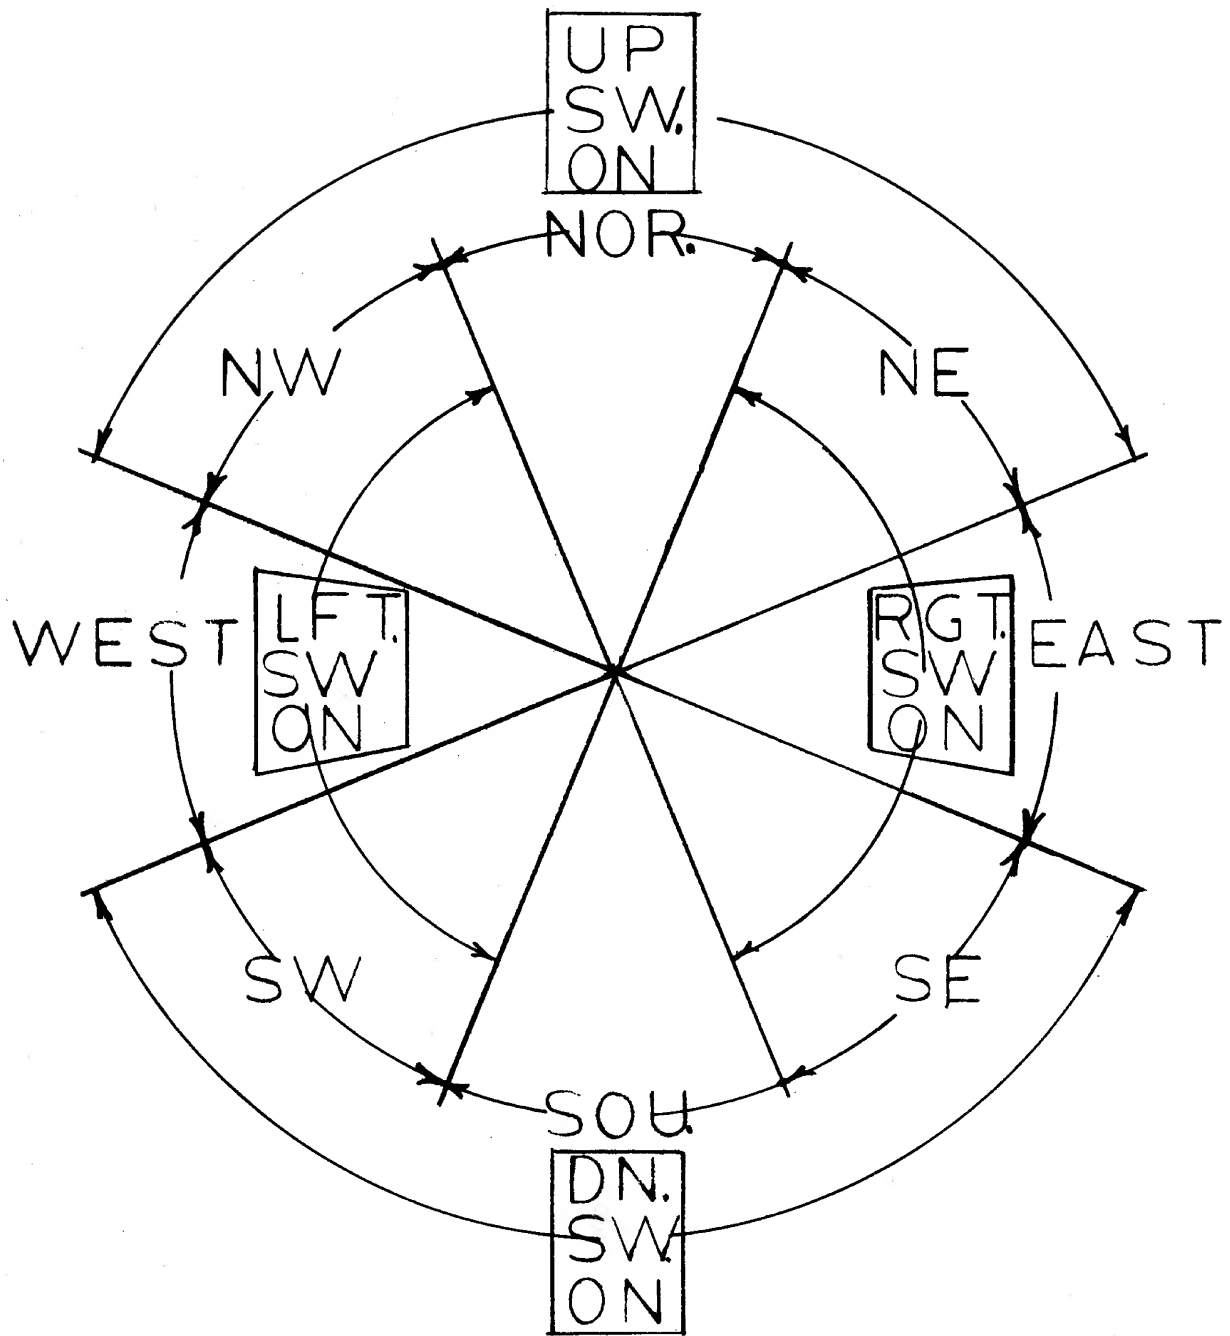 UP
SW.
ON
NOR.
NW
NE
WEST
LFT.
SW
ON
RGT.
SW
ON
EAST
SW
SE
SOU.
DN.
SW.
ON